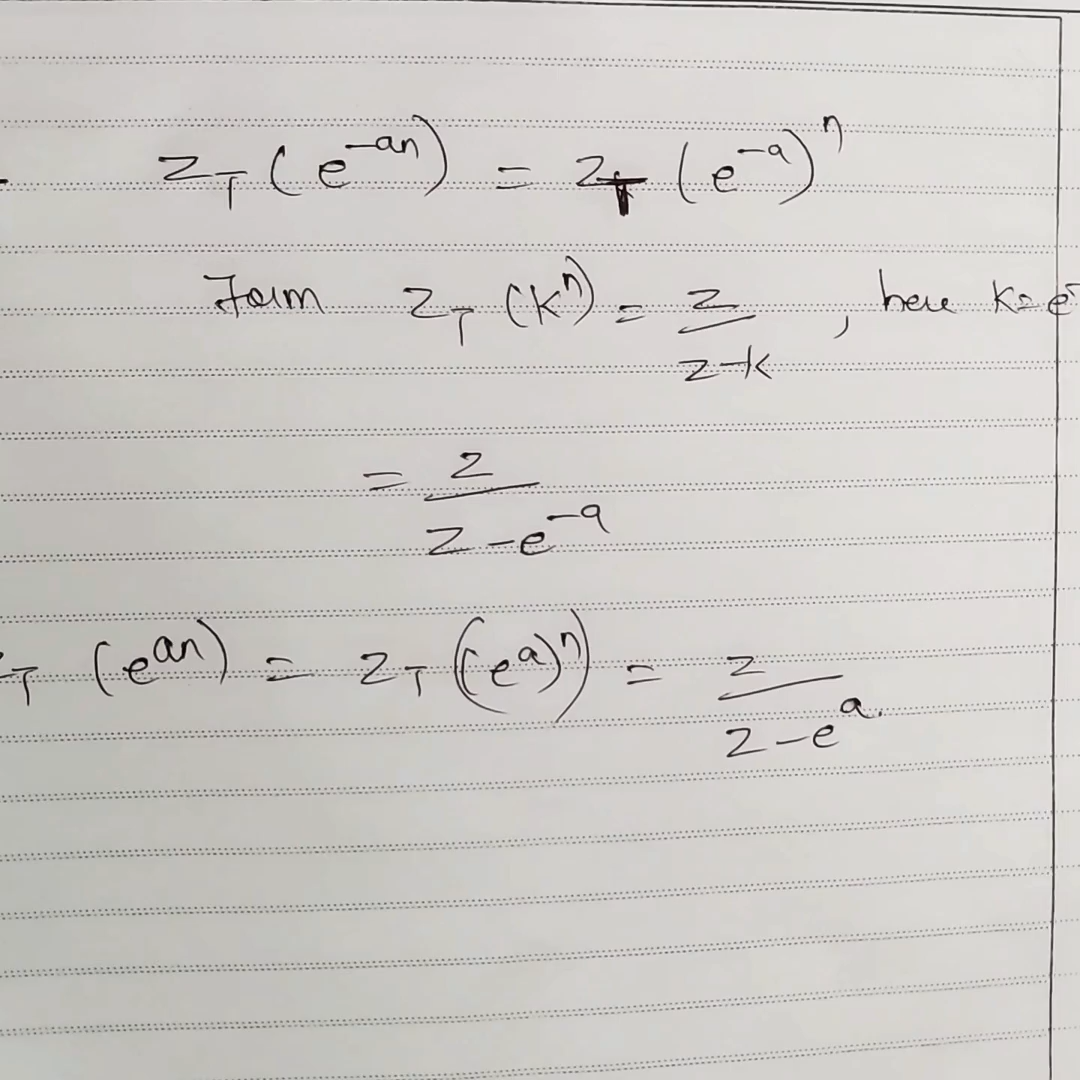 Z_T (e^{-an}) = Z_T (e^{-a})^n
Form Z_T (k^n) = z/(z-k), here k = e^-
= z/(z - e^{-a})
Z_T (e^{an}) = Z_T ((e^a)^n) = z/(z - e^a).